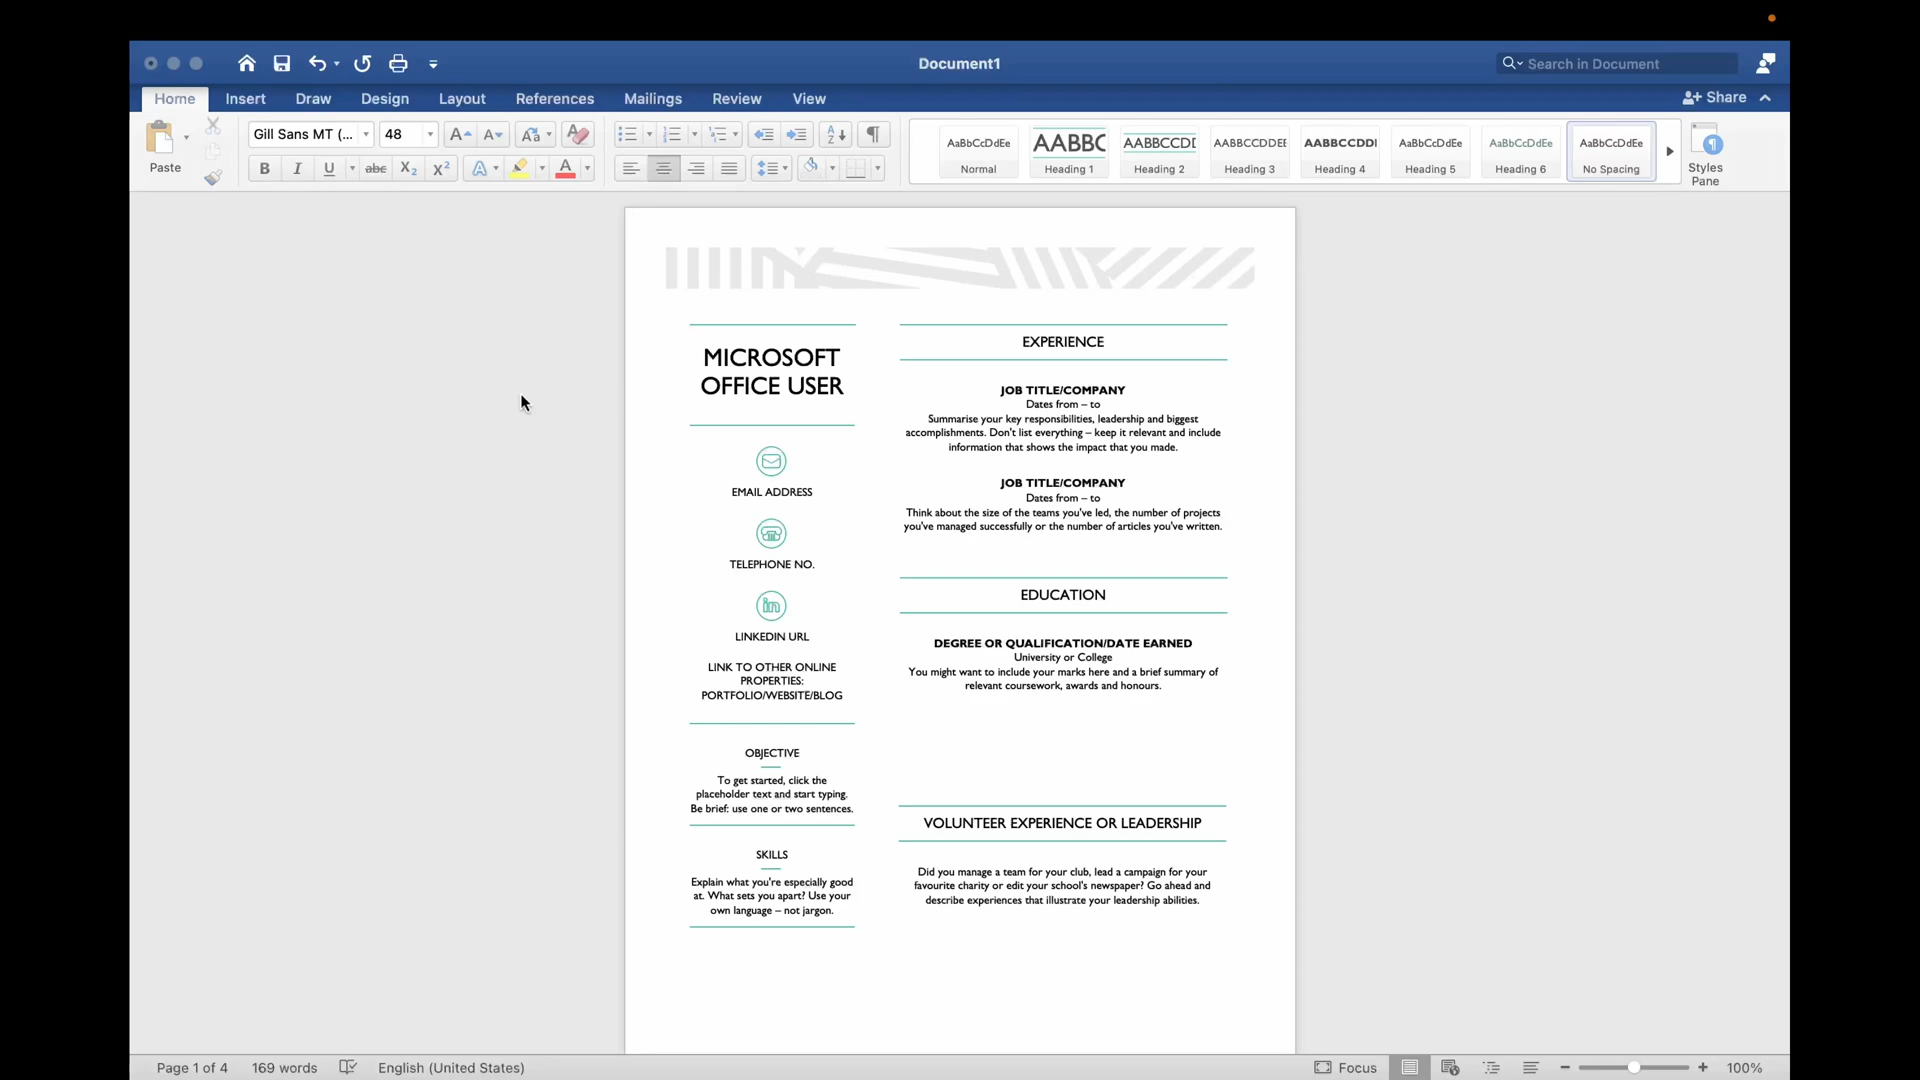 Document1
Search in Document
Home
Insert
Draw
Design
Layout
References
Mailings
Review
View
Share
Paste
Gill Sans MT (...
48
AaBbCcDdEe
Normal
AABBC
Heading 1
AABBCCDI
Heading 2
AABBCCDDEE
Heading 3
AABBCCDDI
Heading 4
AaBbCcDdEe
Heading 5
AaBbCcDdEe
Heading 6
AaBbCcDdEe
No Spacing
Styles
Pane
MICROSOFT
OFFICE USER
EMAIL ADDRESS
TELEPHONE NO.
in
LINKEDIN URL
LINK TO OTHER ONLINE
PROPERTIES:
PORTFOLIO/WEBSITE/BLOG
OBJECTIVE
To get started, click the
placeholder text and start typing.
Be brief: use one or two sentences.
SKILLS
Explain what you're especially good
at. What sets you apart? Use your
own language – not jargon.
EXPERIENCE
JOB TITLE/COMPANY
Dates from – to
Summarise your key responsibilities, leadership and biggest
accomplishments. Don't list everything – keep it relevant and include
information that shows the impact that you made.
JOB TITLE/COMPANY
Dates from – to
Think about the size of the teams you've led, the number of projects
you've managed successfully or the number of articles you've written.
EDUCATION
DEGREE OR QUALIFICATION/DATE EARNED
University or College
You might want to include your marks here and a brief summary of
relevant coursework, awards and honours.
VOLUNTEER EXPERIENCE OR LEADERSHIP
Did you manage a team for your club, lead a campaign for your
favourite charity or edit your school's newspaper? Go ahead and
describe experiences that illustrate your leadership abilities.
Page 1 of 4
169 words
English (United States)
Focus
100%